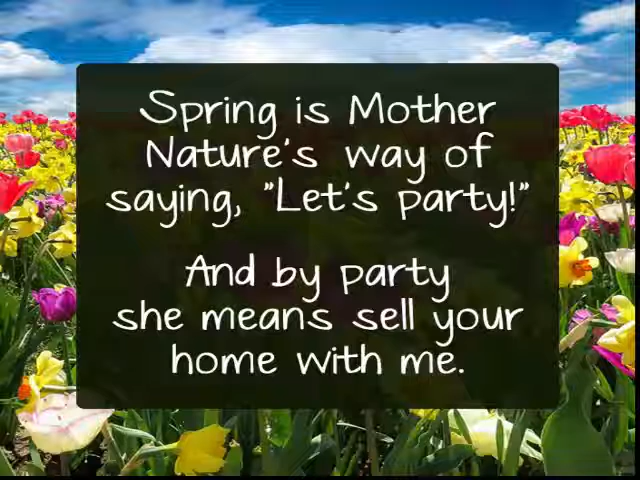 Spring is Mother
Nature's way of
saying, "Let's party!"
And by party
she means sell your
home with me.